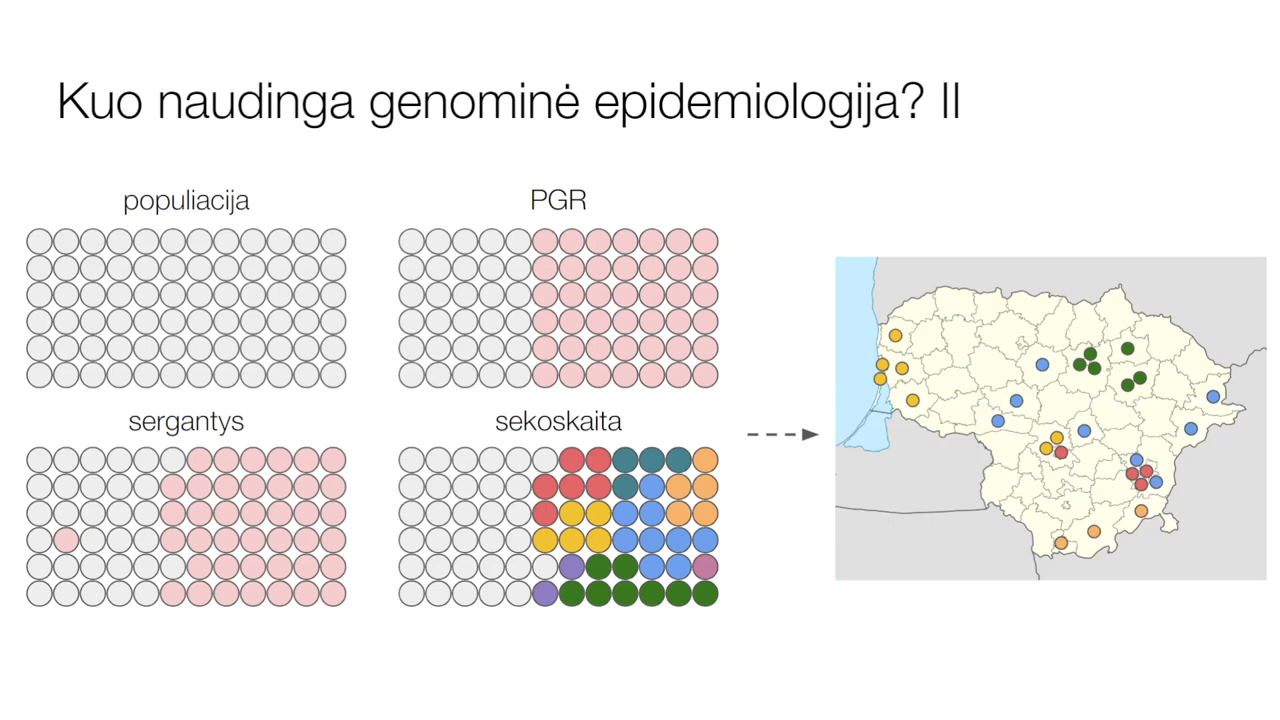 Kuo naudinga genominė epidemiologija? II
populiacija
PGR
sergantys
sekoskaita